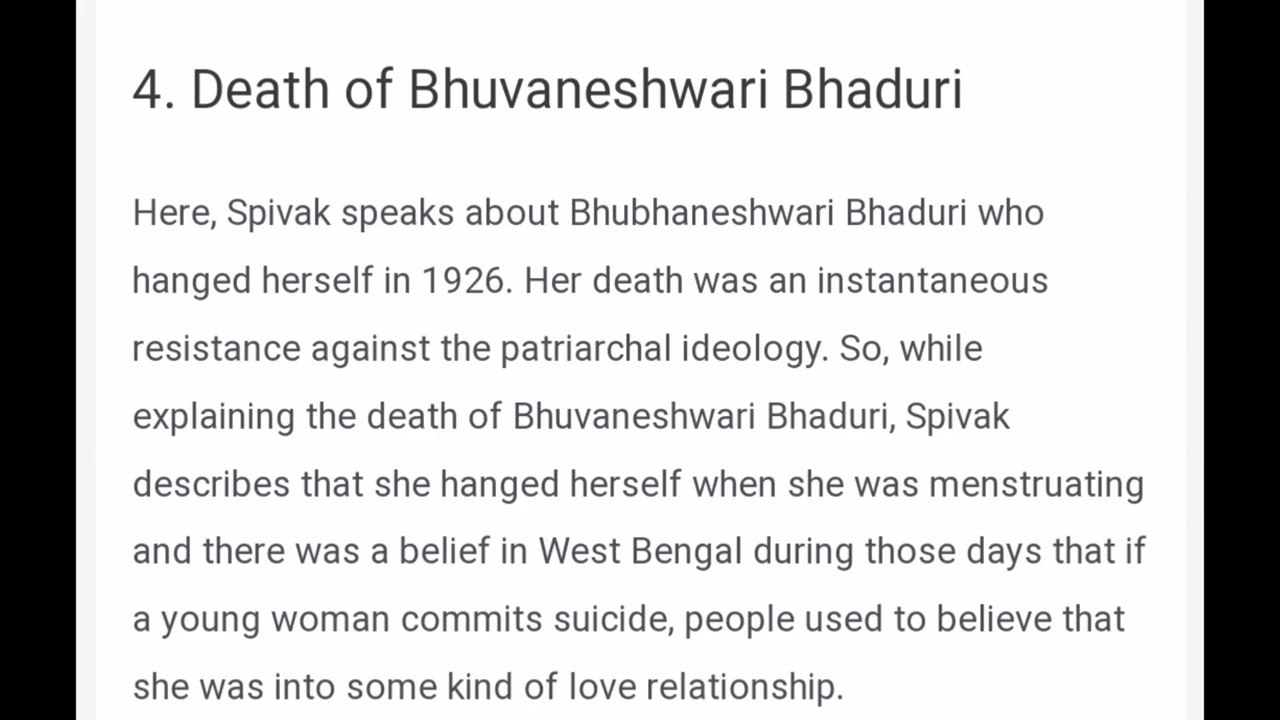 4. Death of Bhuvaneshwari Bhaduri
Here, Spivak speaks about Bhubhaneshwari Bhaduri who
hanged herself in 1926. Her death was an instantaneous
resistance against the patriarchal ideology. So, while
explaining the death of Bhuvaneshwari Bhaduri, Spivak
describes that she hanged herself when she was menstruating
and there was a belief in West Bengal during those days that if
a young woman commits suicide, people used to believe that
she was into some kind of love relationship.